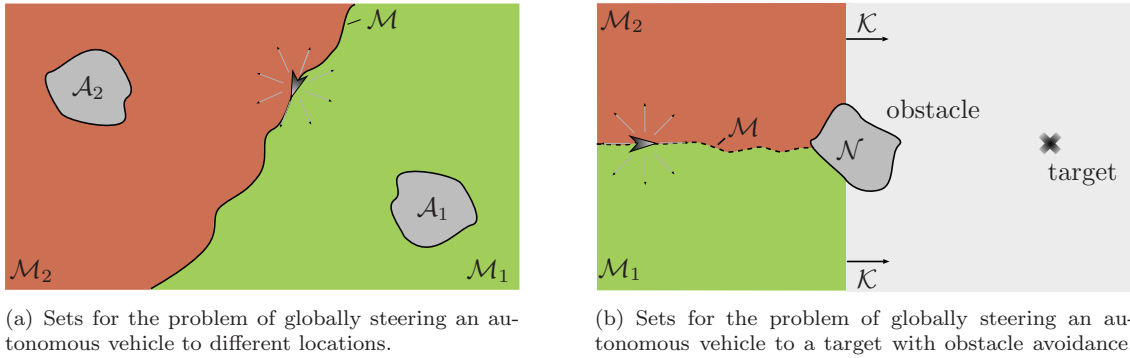 𝓜
𝓐₂
𝓐₁
𝓜₂
𝓜₁
(a) Sets for the problem of globally steering an au-
tonomous vehicle to different locations.
𝓜₂
𝓚
obstacle
𝓜
𝓝
target
𝓜₁
𝓚
(b) Sets for the problem of globally steering an au-
tonomous vehicle to a target with obstacle avoidance